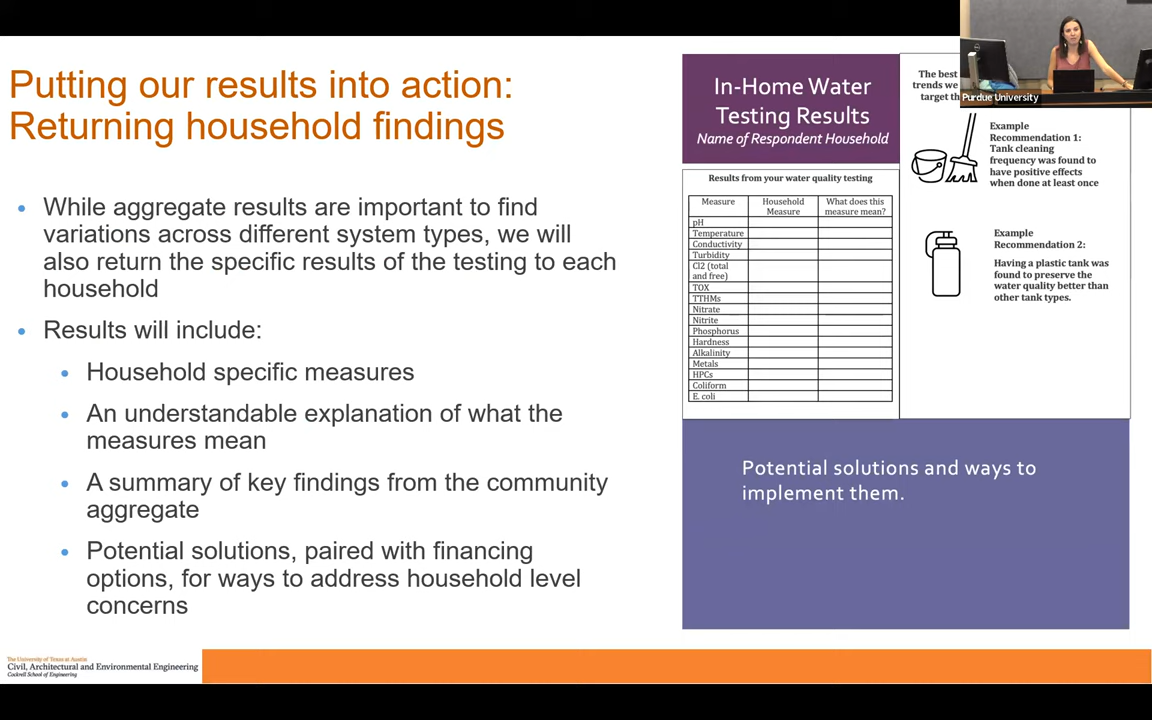 Putting our results into action:
Returning household findings
While aggregate results are important to find
variations across different system types, we will
also return the specific results of the testing to each
household
Results will include:
Household specific measures
An understandable explanation of what the
measures mean
A summary of key findings from the community
aggregate
Potential solutions, paired with financing
options, for ways to address household level
concerns
In-Home Water
Testing Results
Name of Respondent Household
Results from your water quality testing
Measure
Household
Measure
What does this
measure mean?
pH
Temperature
Conductivity
Turbidity
Cl2 (total
and free)
TOX
TTHMs
Nitrate
Nitrite
Phosphorus
Hardness
Alkalinity
Metals
HPCs
Coliform
E. coli
The best
trends we
target th
Purdue University
Example
Recommendation 1:
Tank cleaning
frequency was found to
have positive effects
when done at least once
Example
Recommendation 2:
Having a plastic tank was
found to preserve the
water quality better than
other tank types.
Potential solutions and ways to
implement them.
The University of Texas at Austin
Civil, Architectural and Environmental Engineering
Cockrell School of Engineering